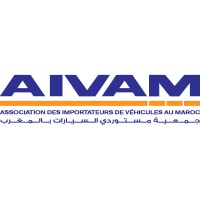 AIVAM
ASSOCIATION DES IMPORTATEURS DE VÉHICULES AU MAROC
جمعية مستوردي السيارات بالمغرب